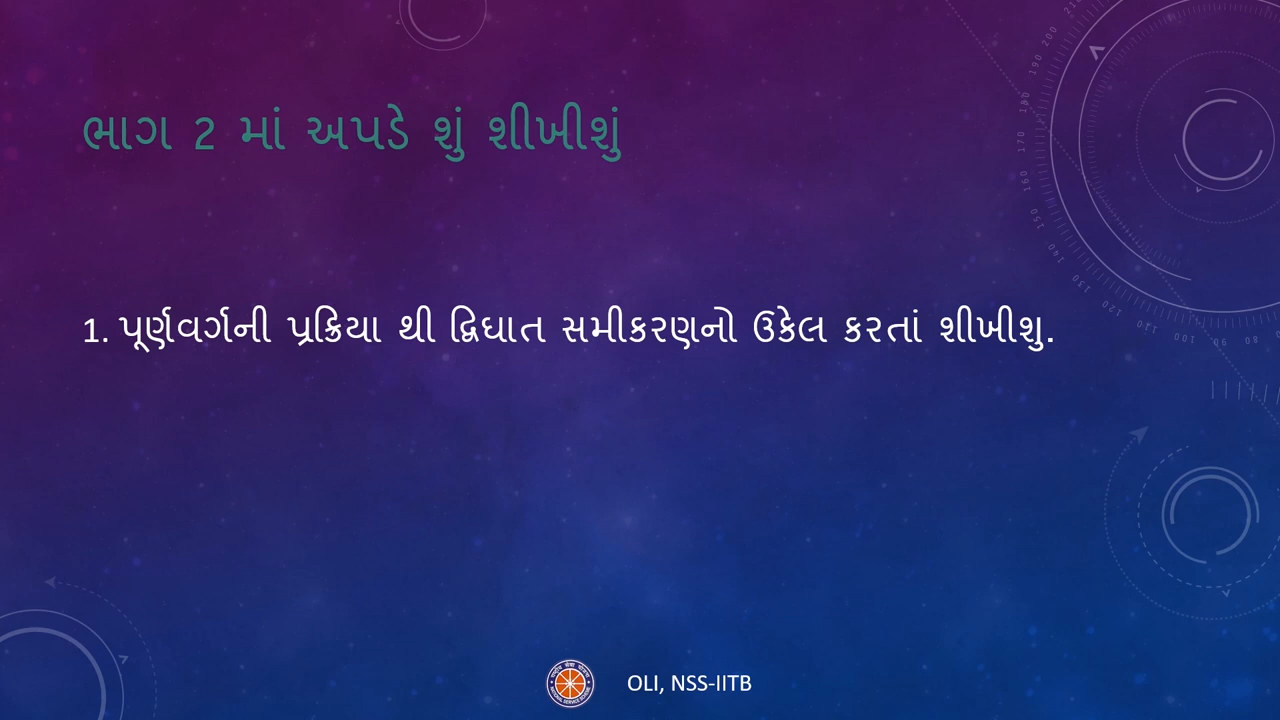 ભાગ 2 માં અપડે શું શીખીશું
1. પૂર્ણવર્ગની પ્રક્રિયા થી દ્વિઘાત સમીકરણનો ઉકેલ કરતાં શીખીશુ.
OLI, NSS-IITB